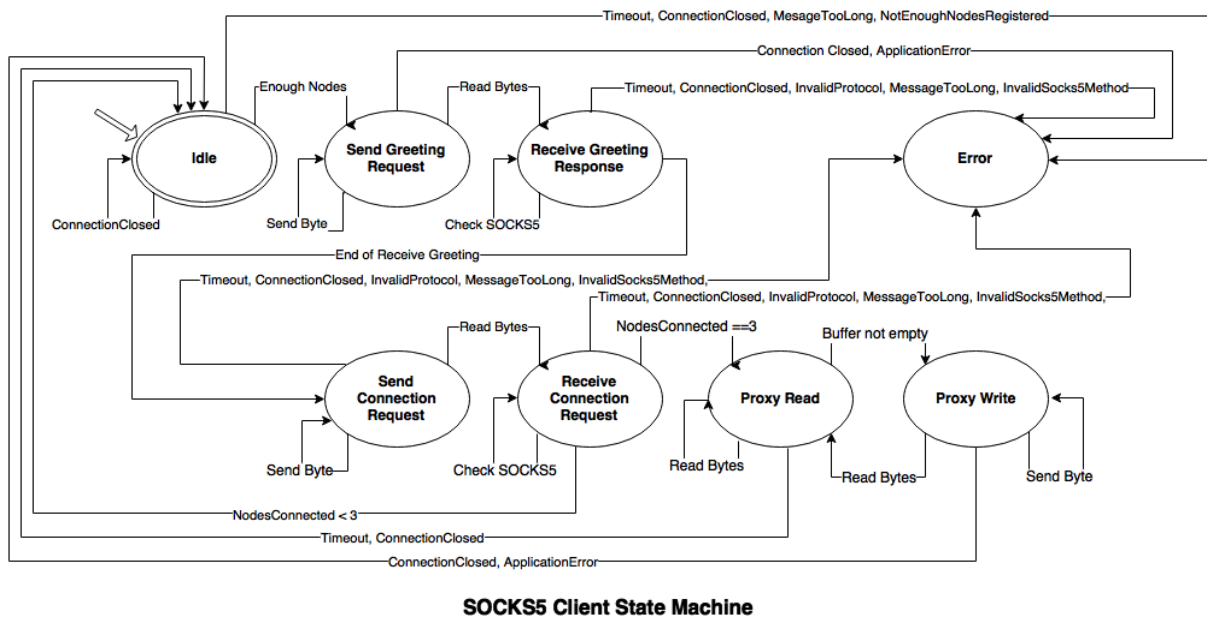 Timeout, ConnectionClosed, MesageTooLong, NotEnoughNodesRegistered
Connection Closed, ApplicationError
Enough Nodes
Read Bytes
Timeout, ConnectionClosed, InvalidProtocol, MessageTooLong, InvalidSocks5Method
Idle
Send Greeting
Request
Receive Greeting
Response
Error
ConnectionClosed
Send Byte
Check SOCKS5
End of Receive Greeting
Timeout, ConnectionClosed, InvalidProtocol, MessageTooLong, InvalidSocks5Method,
Timeout, ConnectionClosed, InvalidProtocol, MessageTooLong, InvalidSocks5Method,
Read Bytes
NodesConnected ==3
Buffer not empty
Send
Connection
Request
Receive
Connection
Request
Proxy Read
Proxy Write
Send Byte
Check SOCKS5
Read Bytes
Read Bytes
Send Byte
NodesConnected < 3
Timeout, ConnectionClosed
ConnectionClosed, ApplicationError
SOCKS5 Client State Machine